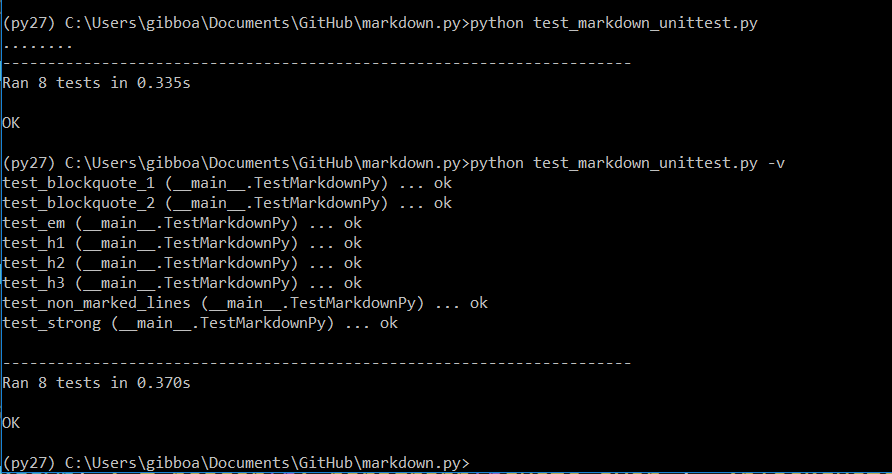 (py27) C:\Users\gibboa\Documents\GitHub\markdown.py>python test_markdown_unittest.py
........
----------------------------------------------------------------------
Ran 8 tests in 0.335s
OK
(py27) C:\Users\gibboa\Documents\GitHub\markdown.py>python test_markdown_unittest.py -v
test_blockquote_1 (__main__.TestMarkdownPy) ... ok
test_blockquote_2 (__main__.TestMarkdownPy) ... ok
test_em (__main__.TestMarkdownPy) ... ok
test_h1 (__main__.TestMarkdownPy) ... ok
test_h2 (__main__.TestMarkdownPy) ... ok
test_h3 (__main__.TestMarkdownPy) ... ok
test_non_marked_lines (__main__.TestMarkdownPy) ... ok
test_strong (__main__.TestMarkdownPy) ... ok
----------------------------------------------------------------------
Ran 8 tests in 0.370s
OK
(py27) C:\Users\gibboa\Documents\GitHub\markdown.py>